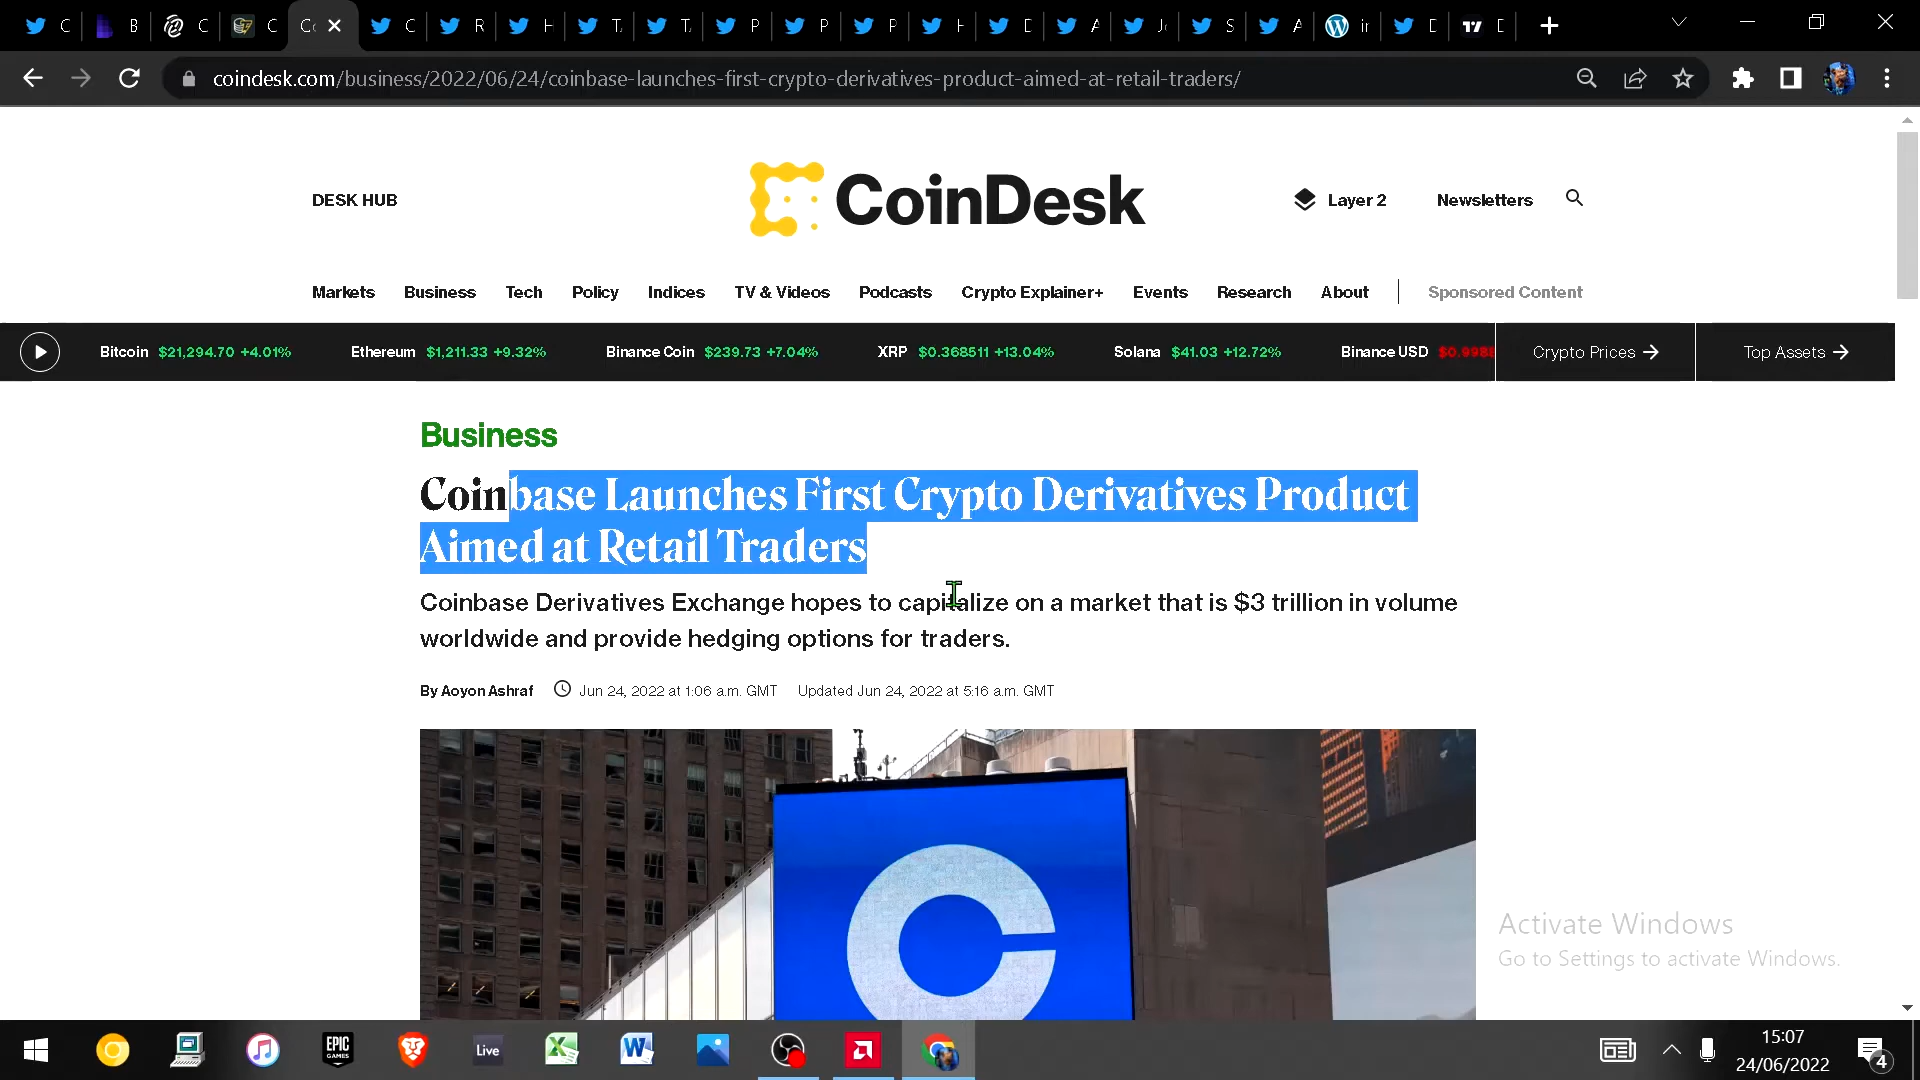 C B C C Co C R H T T P P P H D A Jo S A in D D
coindesk.com/business/2022/06/24/coinbase-launches-first-crypto-derivatives-product-aimed-at-retail-traders/
DESK HUB
CoinDesk
Layer 2
Newsletters
Markets Business Tech Policy Indices TV & Videos Podcasts Crypto Explainer+ Events Research About Sponsored Content
Bitcoin $21,294.70 +4.01% Ethereum $1,211.33 +9.32% Binance Coin $239.73 +7.04% XRP $0.368511 +13.04% Solana $41.03 +12.72% Binance USD Crypto Prices Top Assets
Business
Coinbase Launches First Crypto Derivatives Product
Aimed at Retail Traders
Coinbase Derivatives Exchange hopes to capitalize on a market that is $3 trillion in volume
worldwide and provide hedging options for traders.
By Aoyon Ashraf Jun 24, 2022 at 1:06 a.m. GMT Updated Jun 24, 2022 at 5:16 a.m. GMT
Activate Windows
Go to Settings to activate Windows.
EPIC
GAMES
Live
15:07
24/06/2022
4